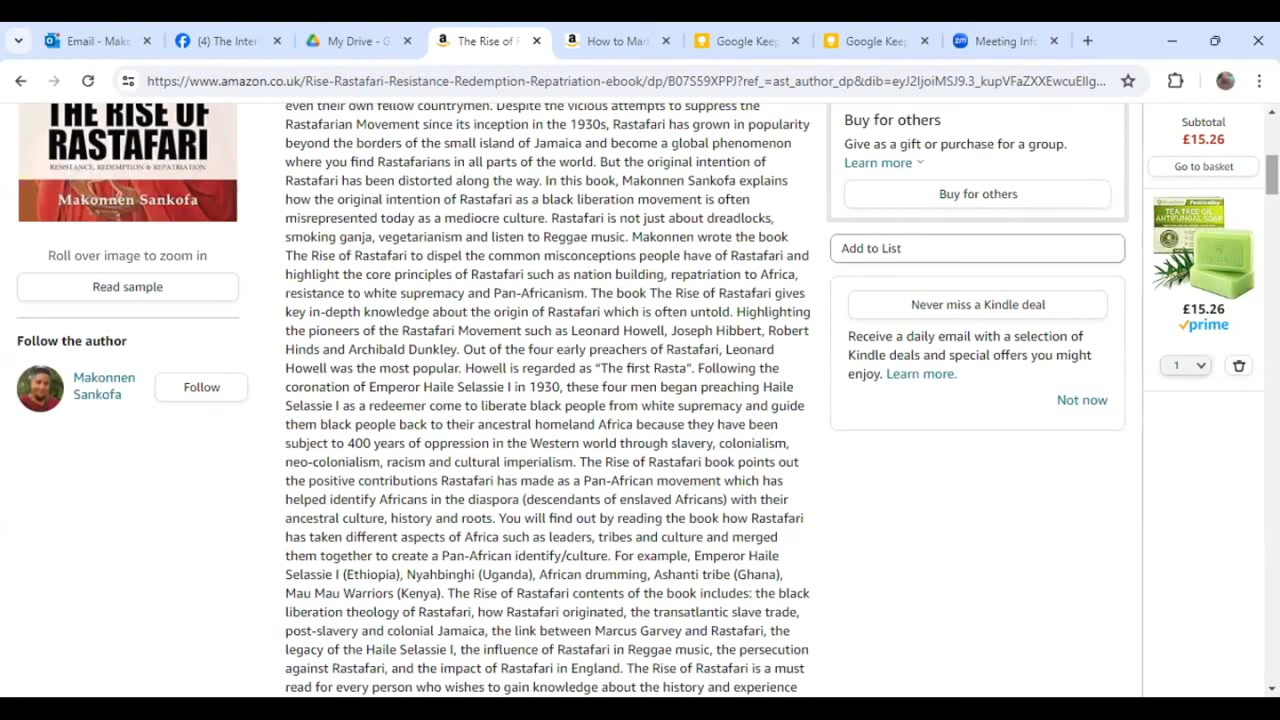 Email - Mako
(4) The Inter
My Drive - G
The Rise of R
How to Mark
Google Keep
Google Keep
Meeting Info
https://www.amazon.co.uk/Rise-Rastafari-Resistance-Redemption-Repatriation-ebook/dp/B07S59XPPJ?ref_=ast_author_dp&dib=eyJ2IjoiMSJ9.3_kupVFaZXXEwcuEIlg...
THE RISE OF
RASTAFARI
RESISTANCE, REDEMPTION & REPATRIATION
Makonnen Sankofa
Roll over image to zoom in
Read sample
Follow the author
Makonnen
Sankofa
Follow
even their own fellow countrymen. Despite the vicious attempts to suppress the
Rastafarian Movement since its inception in the 1930s, Rastafari has grown in popularity
beyond the borders of the small island of Jamaica and become a global phenomenon
where you find Rastafarians in all parts of the world. But the original intention of
Rastafari has been distorted along the way. In this book, Makonnen Sankofa explains
how the original intention of Rastafari as a black liberation movement is often
misrepresented today as a mediocre culture. Rastafari is not just about dreadlocks,
smoking ganja, vegetarianism and listen to Reggae music. Makonnen wrote the book
The Rise of Rastafari to dispel the common misconceptions people have of Rastafari and
highlight the core principles of Rastafari such as nation building, repatriation to Africa,
resistance to white supremacy and Pan-Africanism. The book The Rise of Rastafari gives
key in-depth knowledge about the origin of Rastafari which is often untold. Highlighting
the pioneers of the Rastafari Movement such as Leonard Howell, Joseph Hibbert, Robert
Hinds and Archibald Dunkley. Out of the four early preachers of Rastafari, Leonard
Howell was the most popular. Howell is regarded as “The first Rasta”. Following the
coronation of Emperor Haile Selassie I in 1930, these four men began preaching Haile
Selassie I as a redeemer come to liberate black people from white supremacy and guide
them black people back to their ancestral homeland Africa because they have been
subject to 400 years of oppression in the Western world through slavery, colonialism,
neo-colonialism, racism and cultural imperialism. The Rise of Rastafari book points out
the positive contributions Rastafari has made as a Pan-African movement which has
helped identify Africans in the diaspora (descendants of enslaved Africans) with their
ancestral culture, history and roots. You will find out by reading the book how Rastafari
has taken different aspects of Africa such as leaders, tribes and culture and merged
them together to create a Pan-African identify/culture. For example, Emperor Haile
Selassie I (Ethiopia), Nyahbinghi (Uganda), African drumming, Ashanti tribe (Ghana),
Mau Mau Warriors (Kenya). The Rise of Rastafari contents of the book includes: the black
liberation theology of Rastafari, how Rastafari originated, the transatlantic slave trade,
post-slavery and colonial Jamaica, the link between Marcus Garvey and Rastafari, the
legacy of the Haile Selassie I, the influence of Rastafari in Reggae music, the persecution
against Rastafari, and the impact of Rastafari in England. The Rise of Rastafari is a must
read for every person who wishes to gain knowledge about the history and experience
Buy for others
Give as a gift or purchase for a group.
Learn more
Buy for others
Add to List
Never miss a Kindle deal
Receive a daily email with a selection of
Kindle deals and special offers you might
enjoy. Learn more.
Not now
Subtotal
£15.26
Go to basket
TEA TREE OIL
ANTIFUNGAL SOAP
£15.26
prime
1